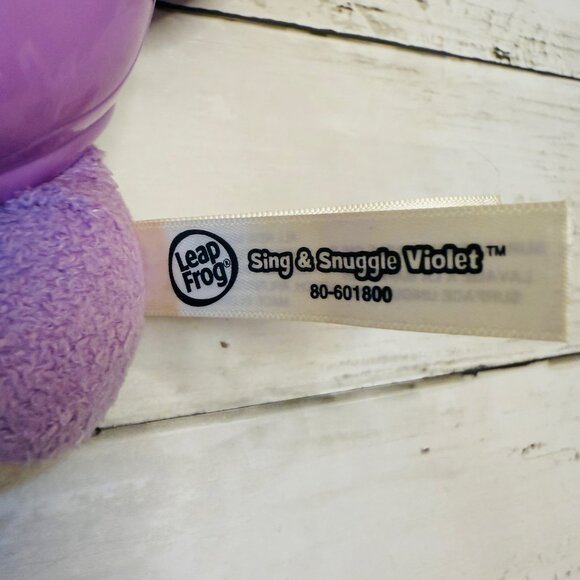 Leap
Frog®
Sing & Snuggle Violet™
80-601800